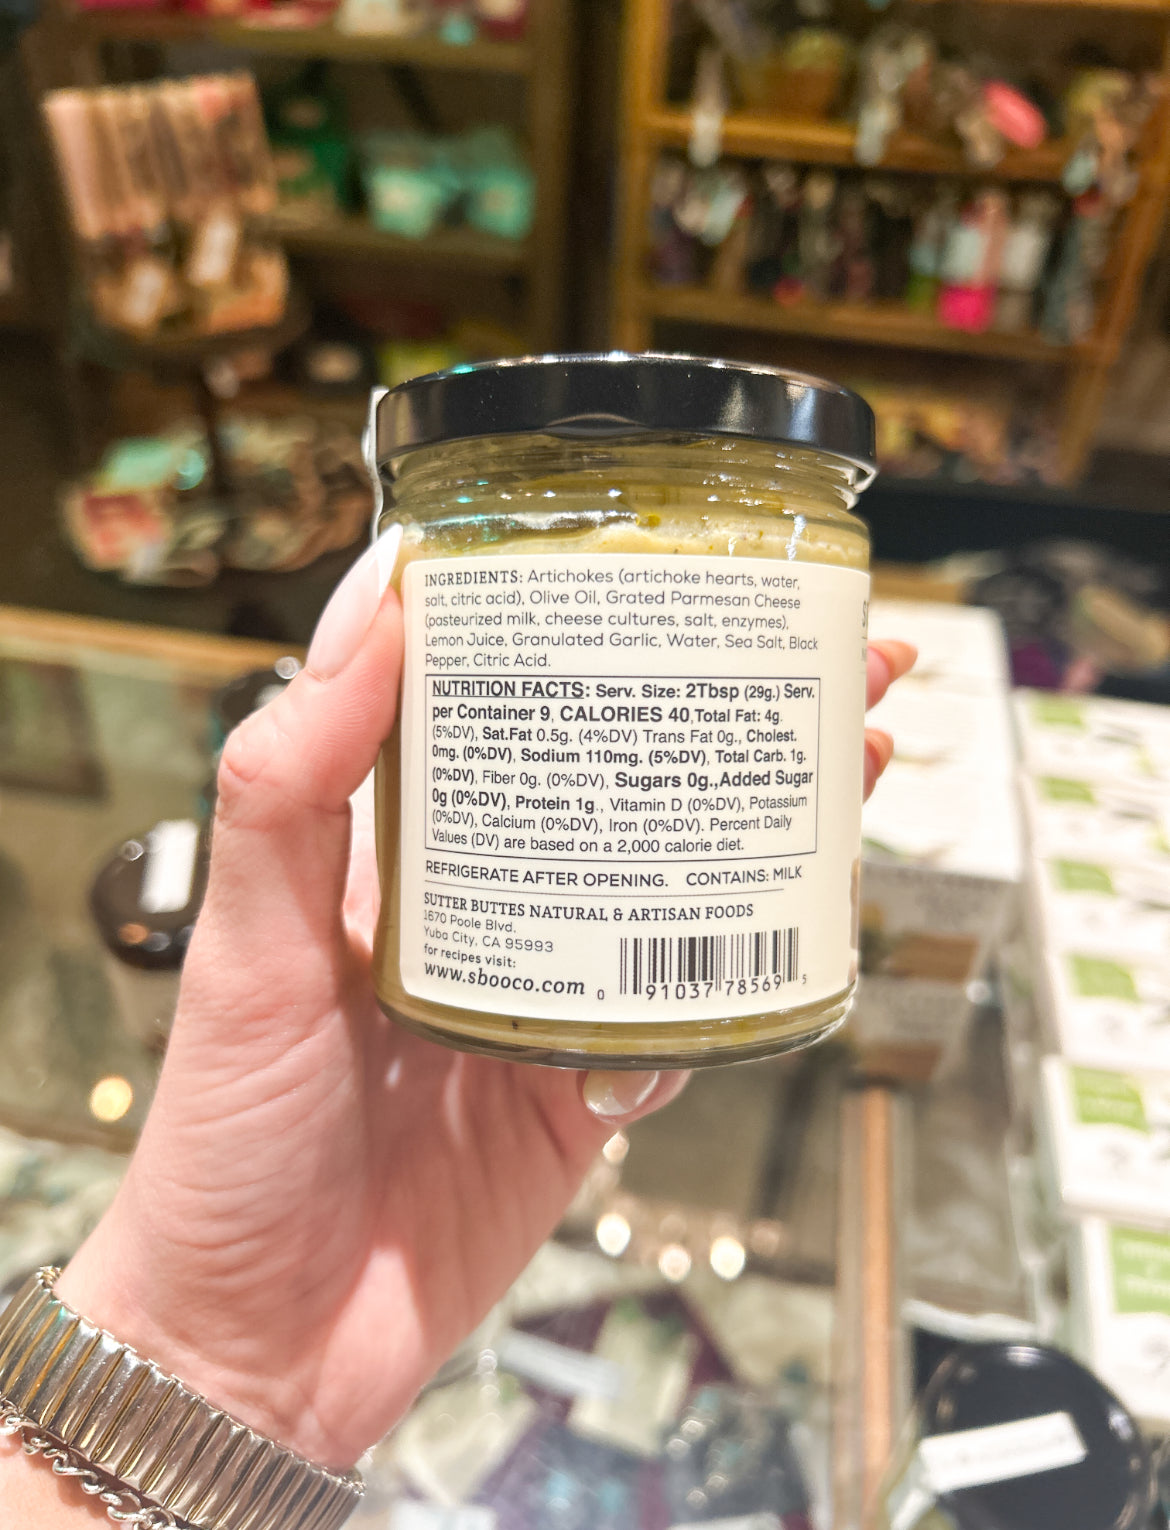 INGREDIENTS: Artichokes (artichoke hearts, water,
salt, citric acid), Olive Oil, Grated Parmesan Cheese
(pasteurized milk, cheese cultures, salt, enzymes),
Lemon Juice, Granulated Garlic, Water, Sea Salt, Black
Pepper, Citric Acid.
NUTRITION FACTS: Serv. Size: 2Tbsp (29g.) Serv.
per Container 9, CALORIES 40,Total Fat: 4g.
(5%DV), Sat.Fat 0.5g. (4%DV) Trans Fat 0g., Cholest.
0mg. (0%DV), Sodium 110mg. (5%DV), Total Carb. 1g.
(0%DV), Fiber 0g. (0%DV), Sugars 0g.,Added Sugar
0g (0%DV), Protein 1g., Vitamin D (0%DV), Potassium
(0%DV), Calcium (0%DV), Iron (0%DV). Percent Daily
Values (DV) are based on a 2,000 calorie diet.
REFRIGERATE AFTER OPENING. CONTAINS: MILK
SUTTER BUTTES NATURAL & ARTISAN FOODS
1670 Poole Blvd.
Yuba City, CA 95993
for recipes visit:
www.sbooco.com
0 91037 78569 5